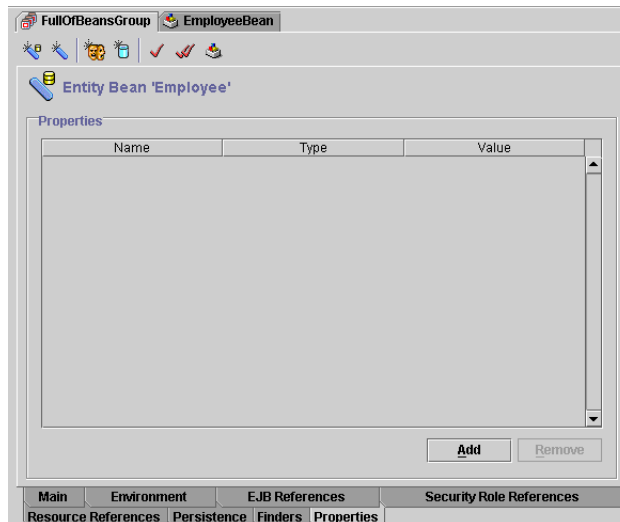 FullOfBeansGroup EmployeeBean
Entity Bean 'Employee'
Properties
Name Type Value
Add Remove
Main Environment EJB References Security Role References
Resource References Persistence Finders Properties